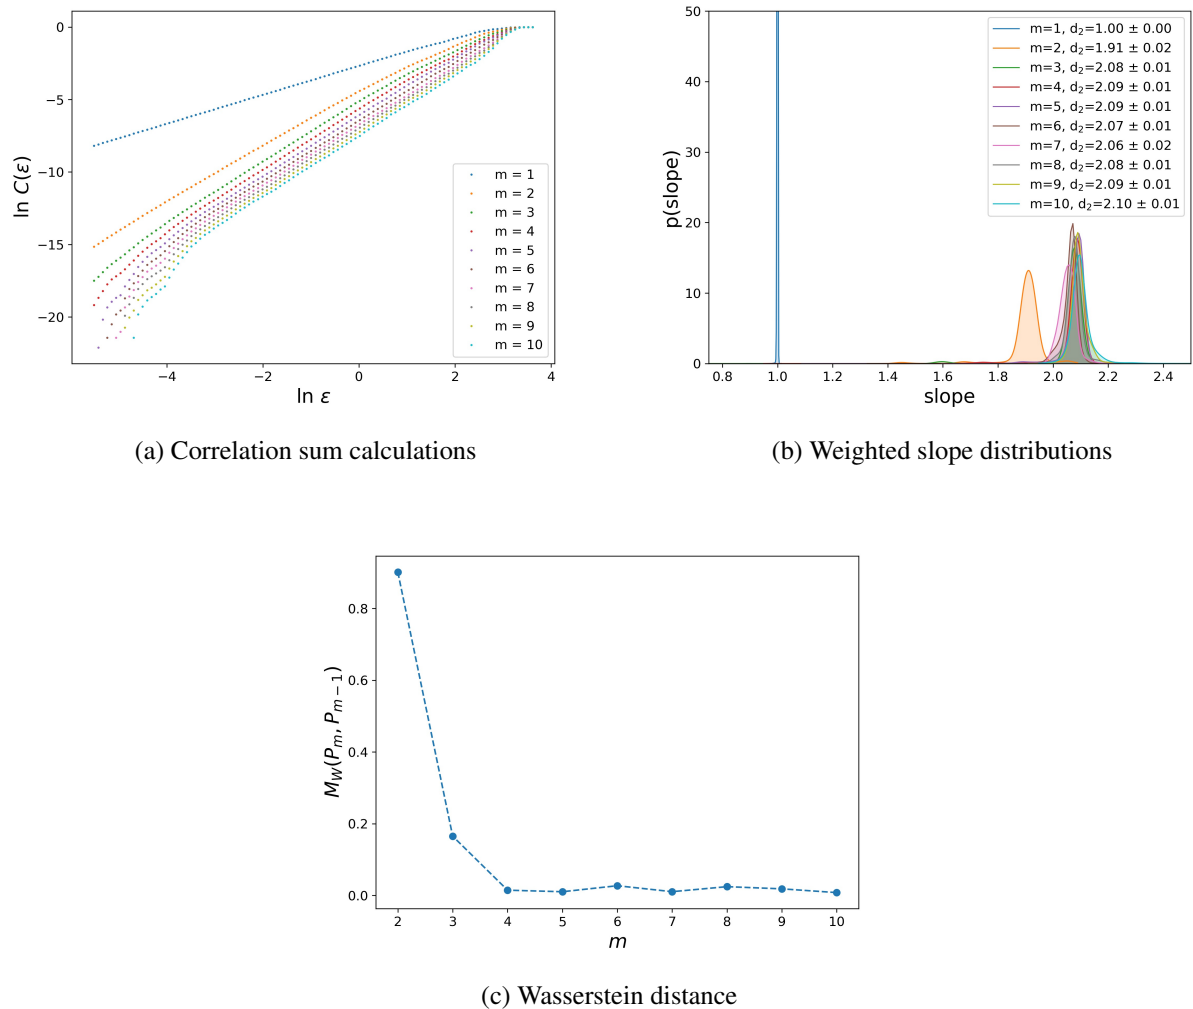 0
−5
−10
−15
−20
ln C(ε)
−4
−2
0
2
4
ln ε
m = 1
m = 2
m = 3
m = 4
m = 5
m = 6
m = 7
m = 8
m = 9
m = 10
(a) Correlation sum calculations
50
40
30
20
10
0
p(slope)
0.8
1.0
1.2
1.4
1.6
1.8
2.0
2.2
2.4
slope
m=1, d₂=1.00 ± 0.00
m=2, d₂=1.91 ± 0.02
m=3, d₂=2.08 ± 0.01
m=4, d₂=2.09 ± 0.01
m=5, d₂=2.09 ± 0.01
m=6, d₂=2.07 ± 0.01
m=7, d₂=2.06 ± 0.02
m=8, d₂=2.08 ± 0.01
m=9, d₂=2.09 ± 0.01
m=10, d₂=2.10 ± 0.01
(b) Weighted slope distributions
0.8
0.6
0.4
0.2
0.0
M_W(P_m, P_{m−1})
2
3
4
5
6
7
8
9
10
m
(c) Wasserstein distance